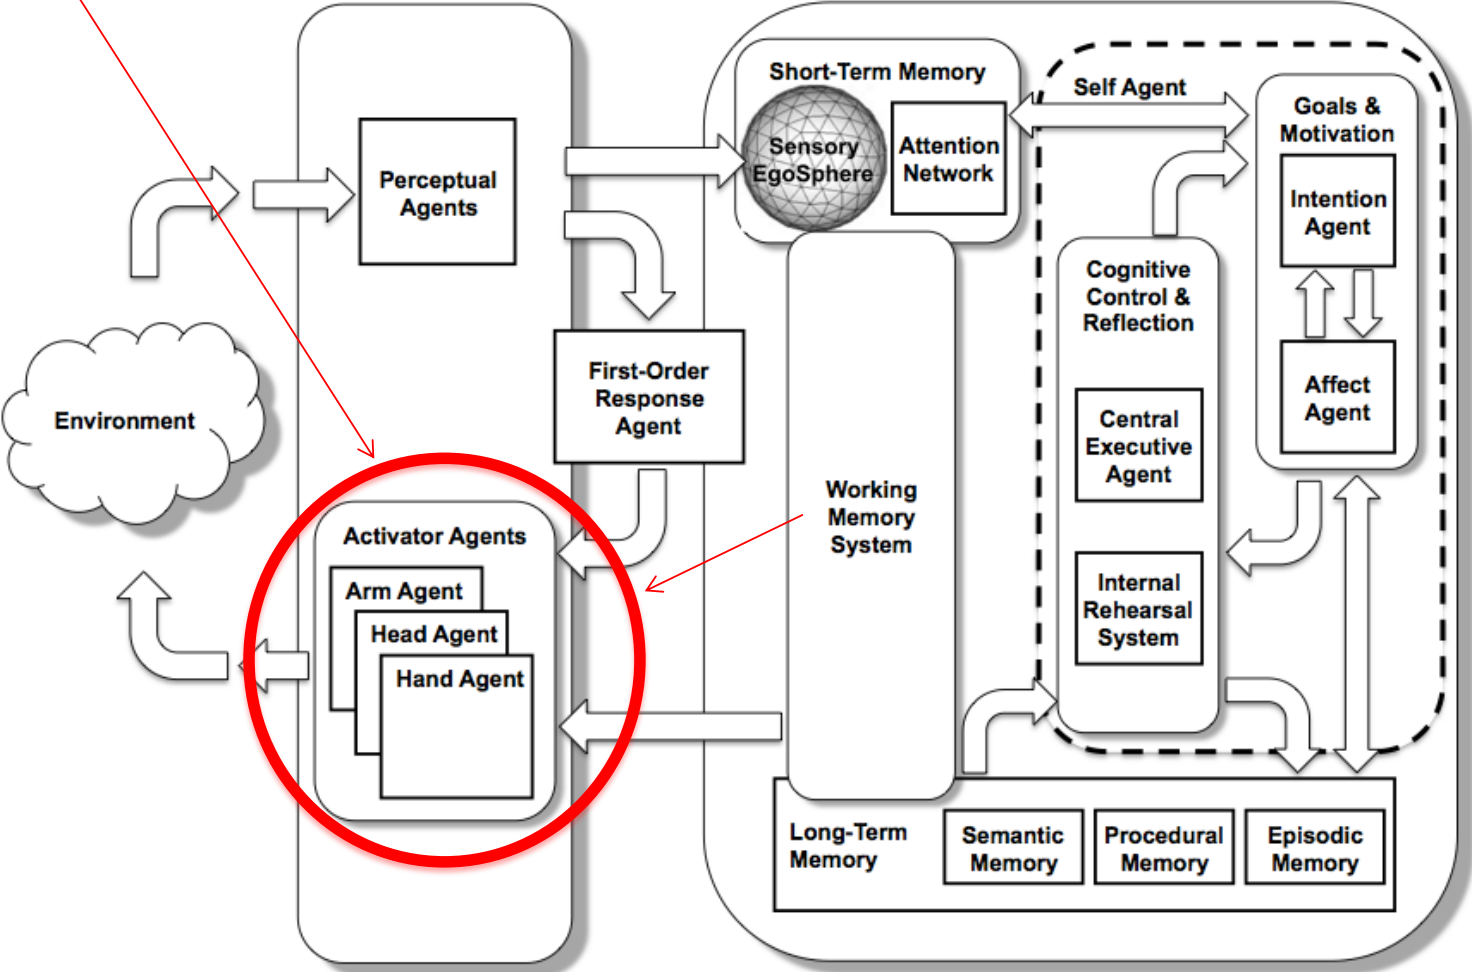 Short-Term Memory
Sensory
EgoSphere
Attention
Network
Self Agent
Goals &
Motivation
Intention
Agent
Affect
Agent
Perceptual
Agents
Cognitive
Control &
Reflection
Central
Executive
Agent
Internal
Rehearsal
System
First-Order
Response
Agent
Environment
Working
Memory
System
Activator Agents
Arm Agent
Head Agent
Hand Agent
Long-Term
Memory
Semantic
Memory
Procedural
Memory
Episodic
Memory